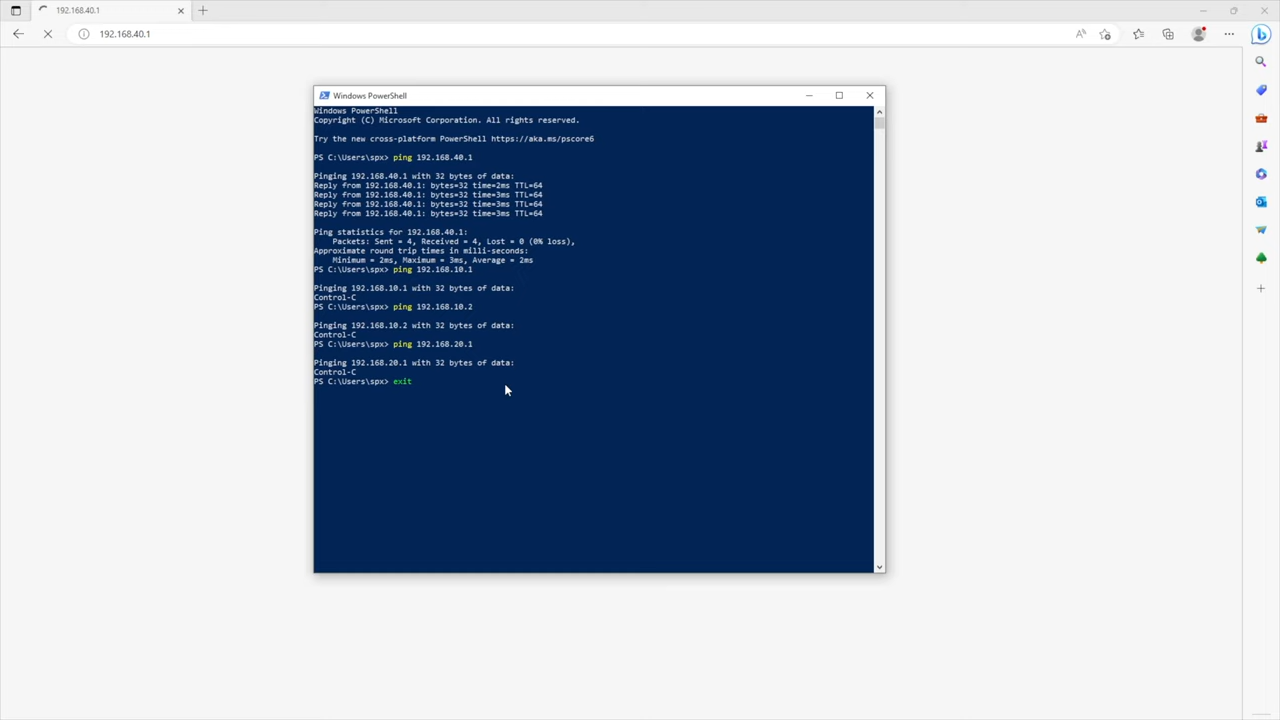 192.168.40.1
192.168.40.1
Windows PowerShell
Windows PowerShell
Copyright (C) Microsoft Corporation. All rights reserved.
Try the new cross-platform PowerShell https://aka.ms/pscore6
PS C:\Users\spx> ping 192.168.40.1
Pinging 192.168.40.1 with 32 bytes of data:
Reply from 192.168.40.1: bytes=32 time=2ms TTL=64
Reply from 192.168.40.1: bytes=32 time=3ms TTL=64
Reply from 192.168.40.1: bytes=32 time=3ms TTL=64
Reply from 192.168.40.1: bytes=32 time=3ms TTL=64
Ping statistics for 192.168.40.1:
Packets: Sent = 4, Received = 4, Lost = 0 (0% loss),
Approximate round trip times in milli-seconds:
Minimum = 2ms, Maximum = 3ms, Average = 2ms
PS C:\Users\spx> ping 192.168.10.1
Pinging 192.168.10.1 with 32 bytes of data:
Control-C
PS C:\Users\spx> ping 192.168.10.2
Pinging 192.168.10.2 with 32 bytes of data:
Control-C
PS C:\Users\spx> ping 192.168.20.1
Pinging 192.168.20.1 with 32 bytes of data:
Control-C
PS C:\Users\spx> exit